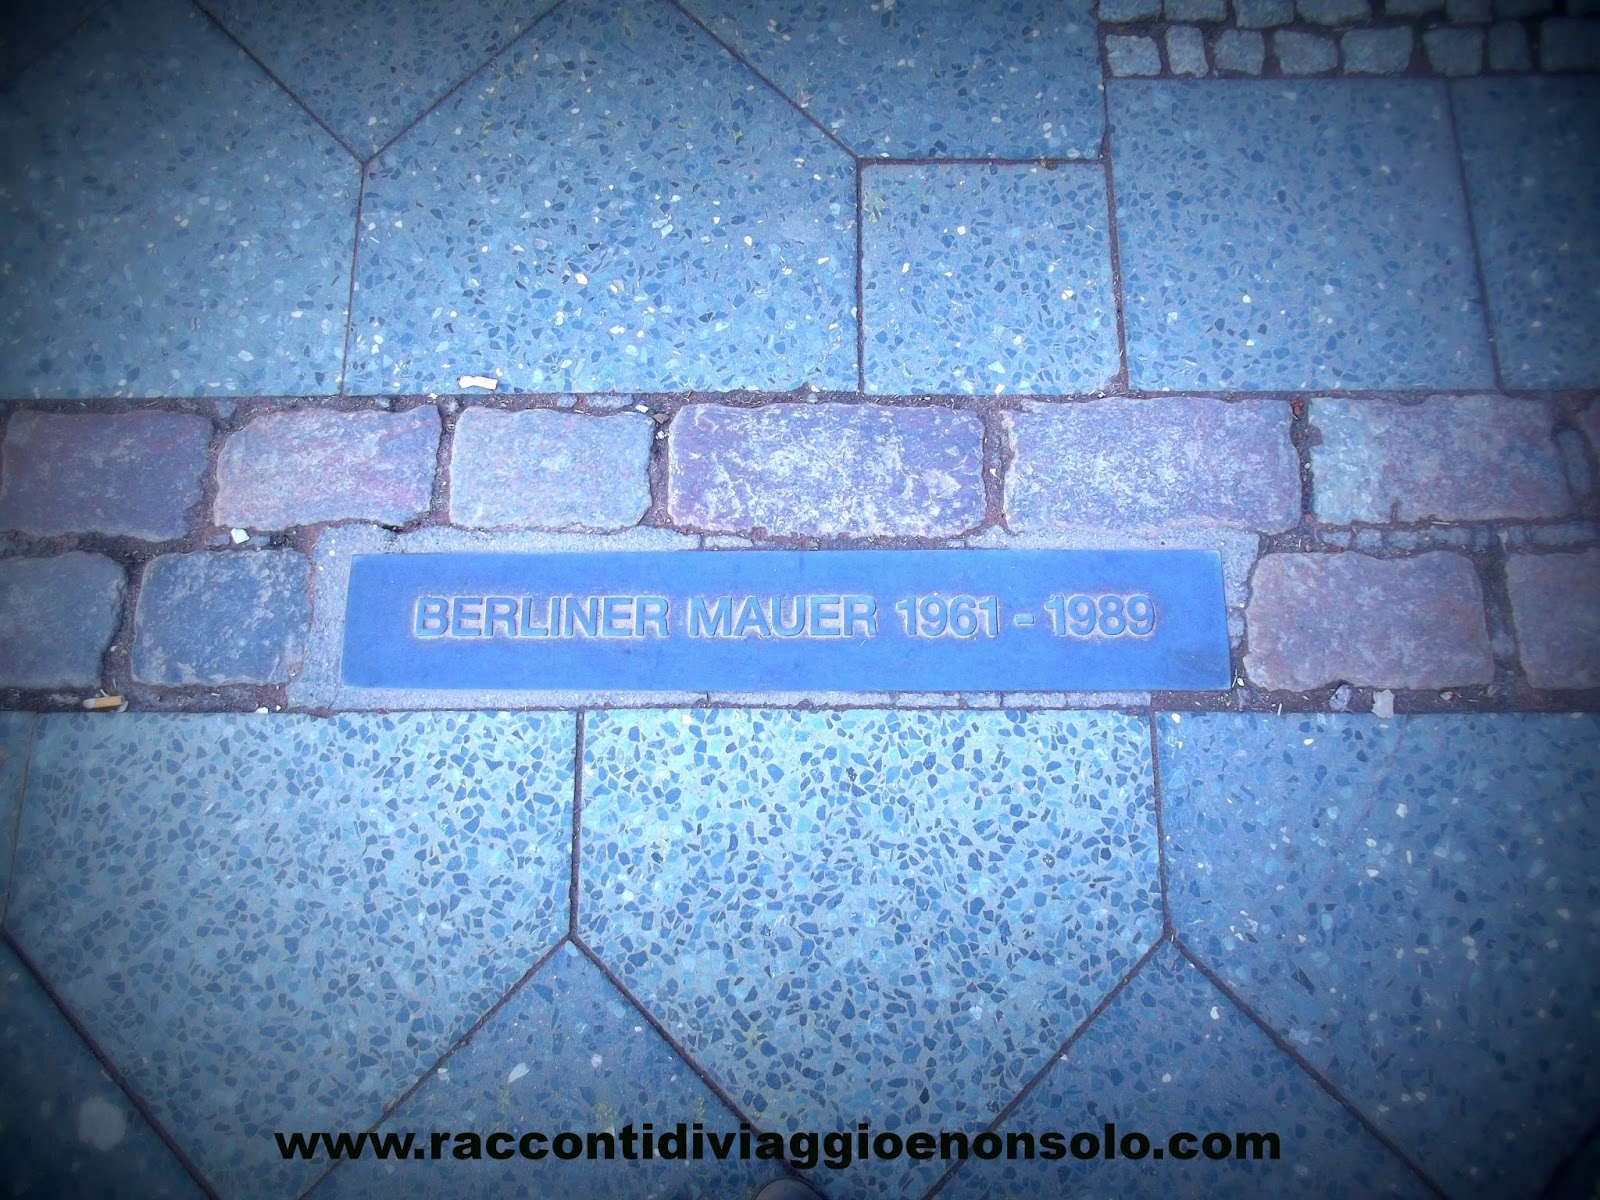 BERLINER MAUER 1961 - 1989
www.raccontidiviaggioenonsolo.com